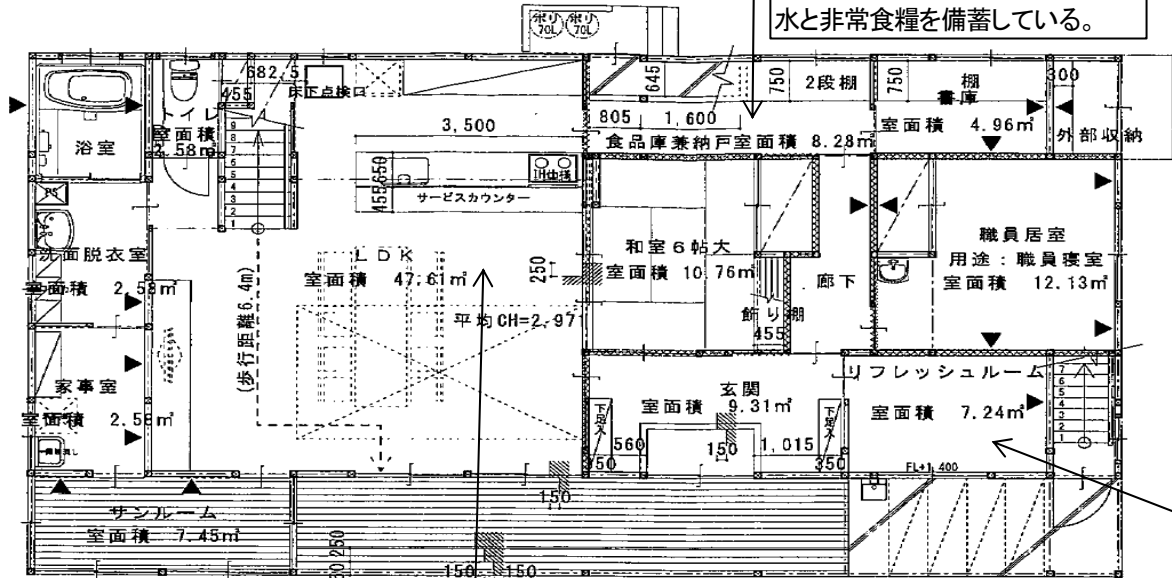 水と非常食糧を備蓄している。
ポリ 70L
ポリ 70L
682.5
455
床下点検口
645
750
2段棚
750
棚
書庫
300
805
1,600
3,500
室面積 4.96㎡
外部収納
食品庫兼納戸室面積 8.28㎡
浴室
トイレ
室面積
2.58㎡
PS
455 650
IH仕様
サービスカウンター
洗面脱衣室
室面積 2.58㎡
LDK
室面積 47.61㎡
250
和室6帖大
室面積 10.76㎡
廊下
職員居室
用途：職員寝室
室面積 12.13㎡
飾り棚
455
平均CH=2,971
(歩行距離6.4m)
家事室
室面積 2.58㎡
玄関
室面積 9.31㎡
リフレッシュルーム
室面積 7.24㎡
下足入
下足入
560
150
1,015
350
FL+1,400
150
サンルーム
室面積 7.45㎡
250
150
150